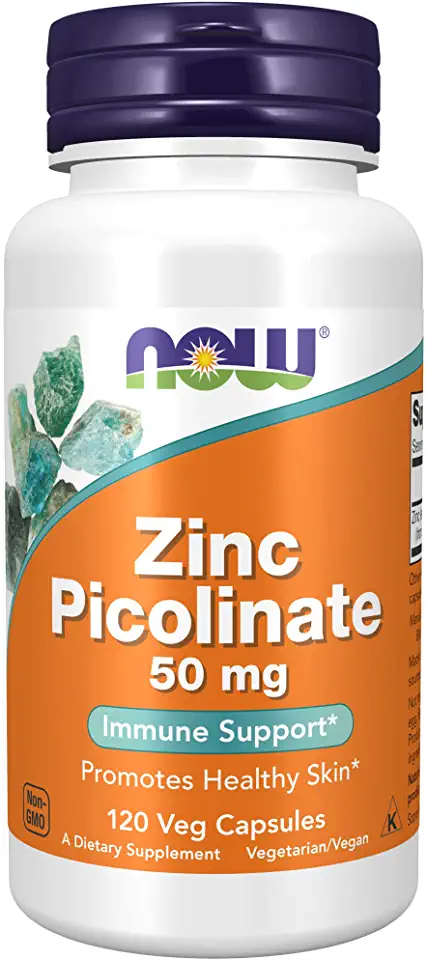 NOW®
Zinc
Picolinate
50 mg
Immune Support*
Promotes Healthy Skin*
120 Veg Capsules
A Dietary Supplement Vegetarian/Vegan
Non-
GMO
K